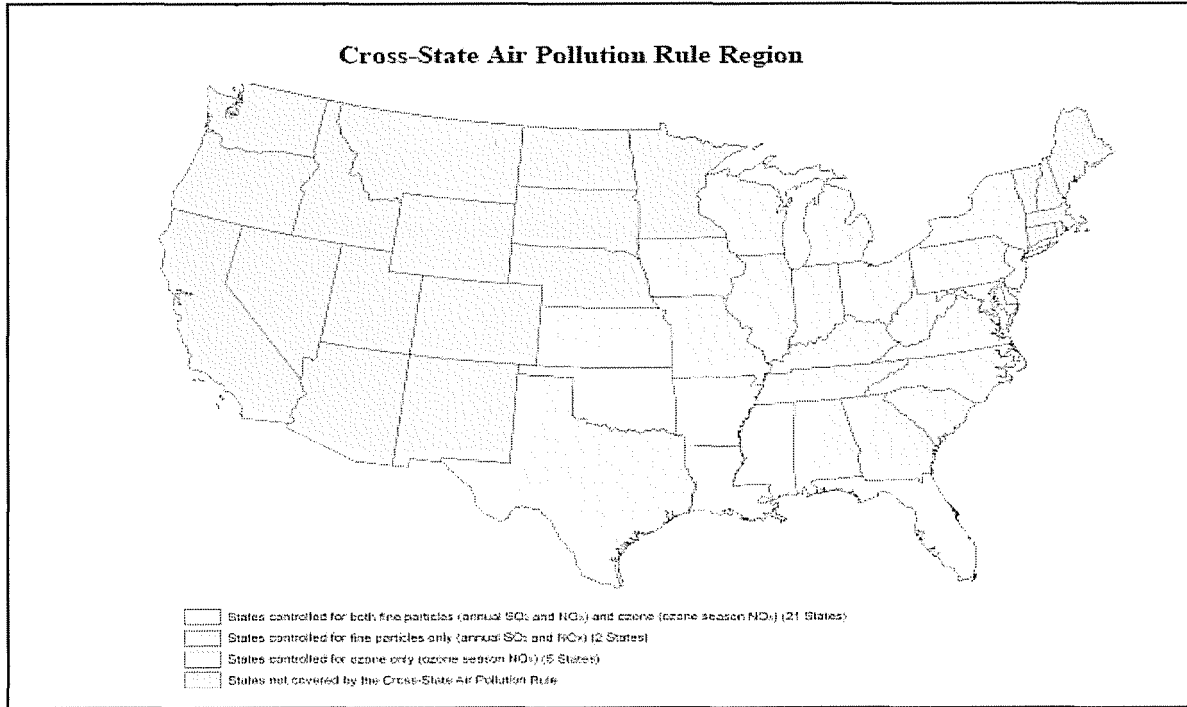 Cross-State Air Pollution Rule Region
States controlled for both fine particles (annual SO₂ and NOₓ) and ozone (ozone season NOₓ) (21 States)
States controlled for fine particles only (annual SO₂ and NOₓ) (2 States)
States controlled for ozone only (ozone season NOₓ) (5 States)
States not covered by the Cross-State Air Pollution Rule